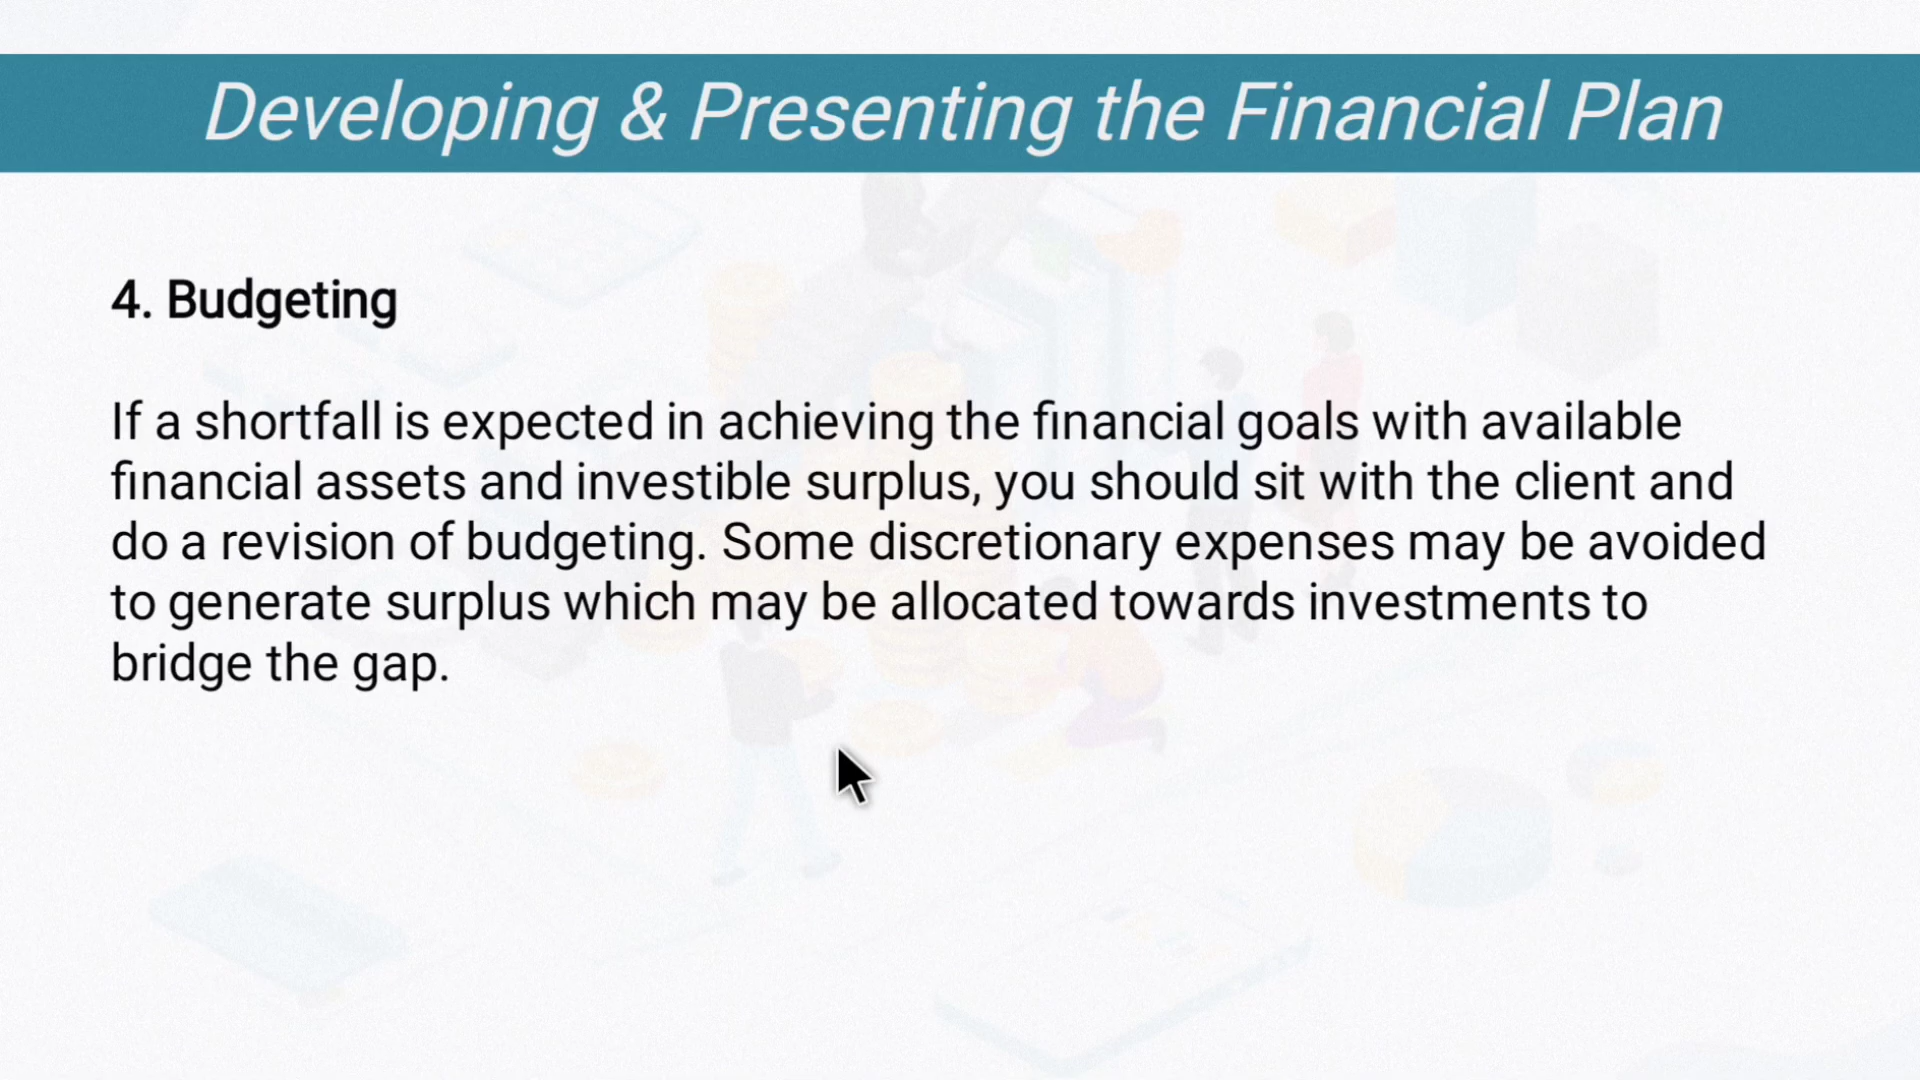 Developing & Presenting the Financial Plan
4. Budgeting
If a shortfall is expected in achieving the financial goals with available
financial assets and investible surplus, you should sit with the client and
do a revision of budgeting. Some discretionary expenses may be avoided
to generate surplus which may be allocated towards investments to
bridge the gap.